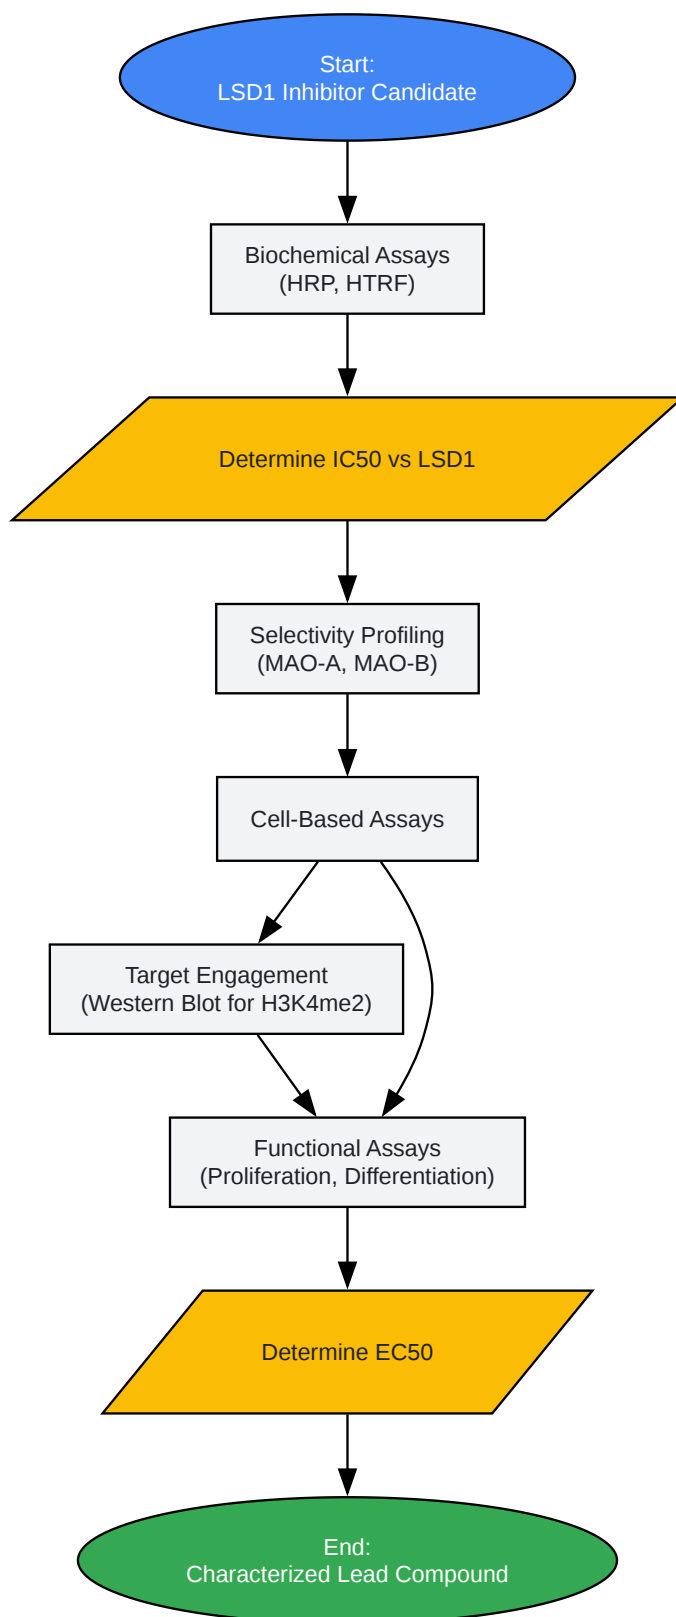 Start:
LSD1 Inhibitor Candidate
Biochemical Assays
(HRP, HTRF)
Determine IC50 vs LSD1
Selectivity Profiling
(MAO-A, MAO-B)
Cell-Based Assays
Target Engagement
(Western Blot for H3K4me2)
Functional Assays
(Proliferation, Differentiation)
Determine EC50
End:
Characterized Lead Compound